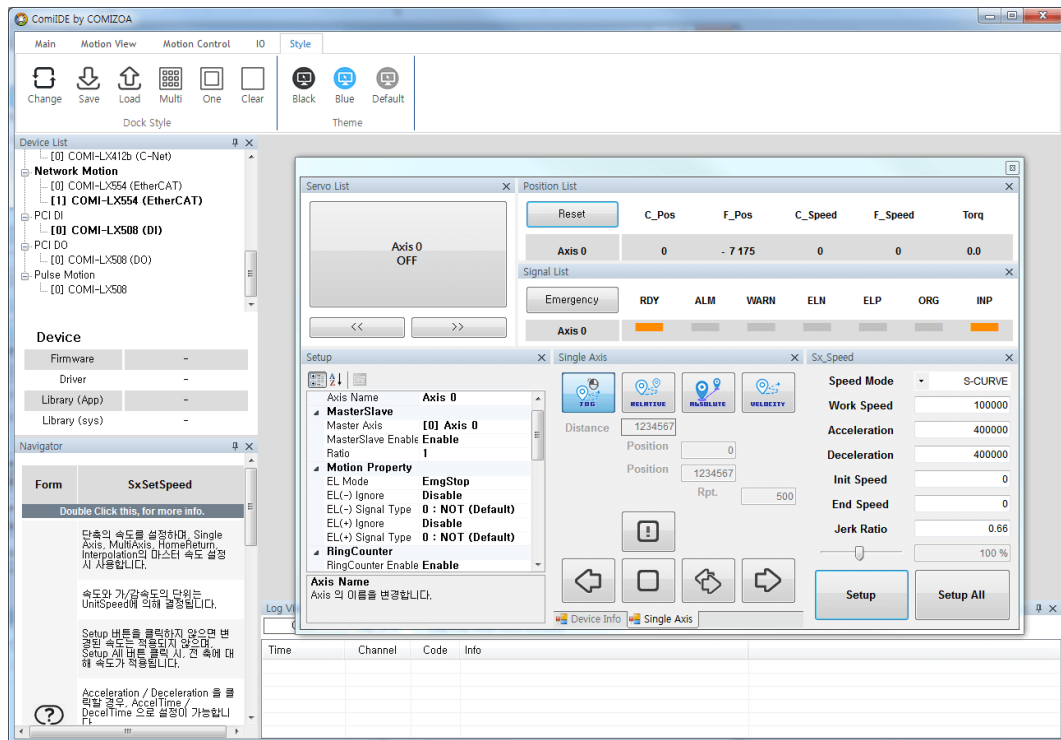 ComiIDE by COMIZOA
Main Motion View Motion Control IO Style
Change Save Load Multi One Clear Black Blue Default
Dock Style Theme
Device List
[0] COMI-LX412b (C-Net)
Network Motion
[0] COMI-LX554 (EtherCAT)
[1] COMI-LX554 (EtherCAT)
PCI DI
[0] COMI-LX508 (DI)
PCI DO
[0] COMI-LX508 (DO)
Pulse Motion
[0] COMI-LX508
Device
Firmware -
Driver -
Library (App) -
Library (sys) -
Navigator
Form SxSetSpeed
Double Click this, for more info.
단축의 속도를 설정하며, Single
Axis, MultiAxis, HomeReturn,
Interpolation의 마스터 속도 설정
시 사용합니다.
속도와 가/감속도의 단위는
UnitSpeed에 의해 결정됩니다.
Setup 버튼을 클릭하지 않으면 변
경된 속도는 적용되지 않으며,
Setup All 버튼 클릭 시, 전 축에 대
해 속도가 적용됩니다.
Acceleration / Deceleration 을 클
릭할 경우, AccelTime /
DecelTime 으로 설정이 가능합니
Servo List
Axis 0
OFF
<< >>
Position List
Reset C_Pos F_Pos C_Speed F_Speed Torq
Axis 0 0 - 7 175 0 0 0.0
Signal List
Emergency RDY ALM WARN ELN ELP ORG INP
Axis 0
Setup
Axis Name Axis 0
MasterSlave
Master Axis [0] Axis 0
MasterSlave Enable Enable
Ratio 1
Motion Property
EL Mode EmgStop
EL(-) Ignore Disable
EL(-) Signal Type 0 : NOT (Default)
EL(+) Ignore Disable
EL(+) Signal Type 0 : NOT (Default)
RingCounter
RingCounter Enable Enable
Axis Name
Axis 의 이름을 변경합니다.
Single Axis
JOG RELATIVE ABSOLUTE VELOCITY
Distance 1234567
Position 0
Position 1234567
Rpt. 500
Device Info Single Axis
Sx_Speed
Speed Mode S-CURVE
Work Speed 100000
Acceleration 400000
Deceleration 400000
Init Speed 0
End Speed 0
Jerk Ratio 0.66
100 %
Setup Setup All
Time Channel Code Info